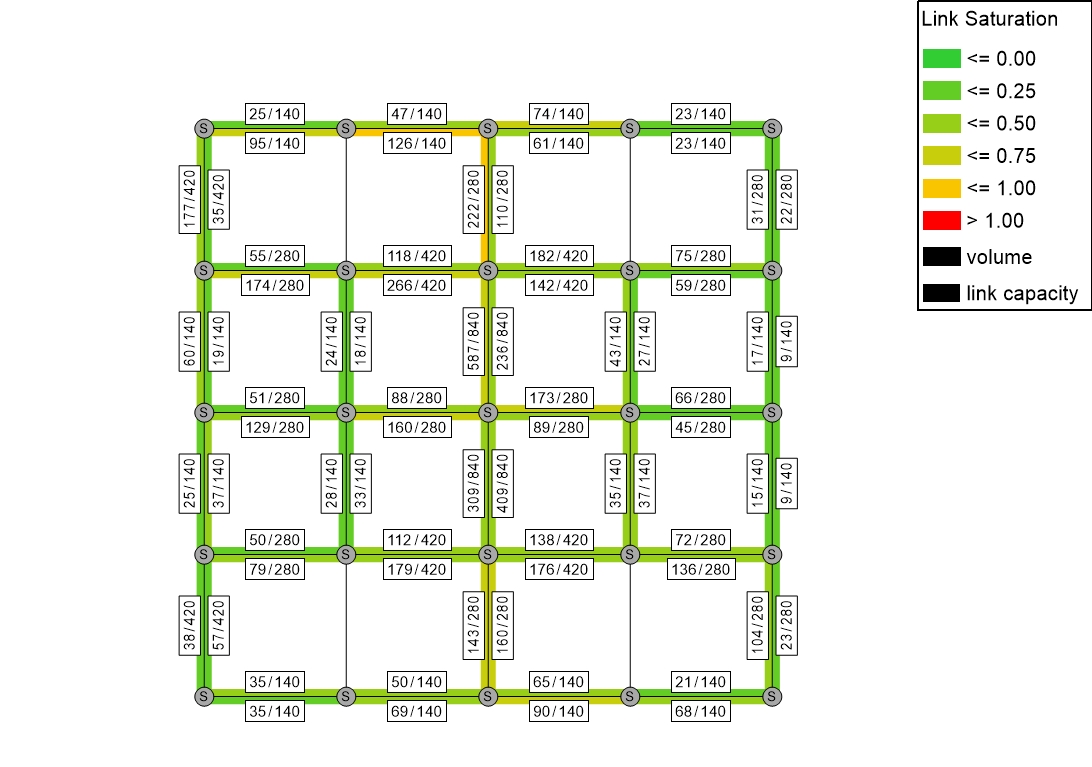 Link Saturation
<= 0.00
<= 0.25
<= 0.50
<= 0.75
<= 1.00
> 1.00
volume
link capacity
25/140
47/140
74/140
23/140
S
S
S
S
S
95/140
126/140
61/140
23/140
177/420
35/420
222/280
110/280
31/280
22/280
55/280
118/420
182/420
75/280
S
S
S
S
S
174/280
266/420
142/420
59/280
60/140
19/140
24/140
18/140
587/840
236/840
43/140
27/140
17/140
9/140
51/280
88/280
173/280
66/280
S
S
S
S
S
129/280
160/280
89/280
45/280
25/140
37/140
28/140
33/140
309/840
409/840
35/140
37/140
15/140
9/140
50/280
112/420
138/420
72/280
S
S
S
S
S
79/280
179/420
176/420
136/280
38/420
57/420
143/280
160/280
104/280
23/280
35/140
50/140
65/140
21/140
S
S
S
S
S
35/140
69/140
90/140
68/140